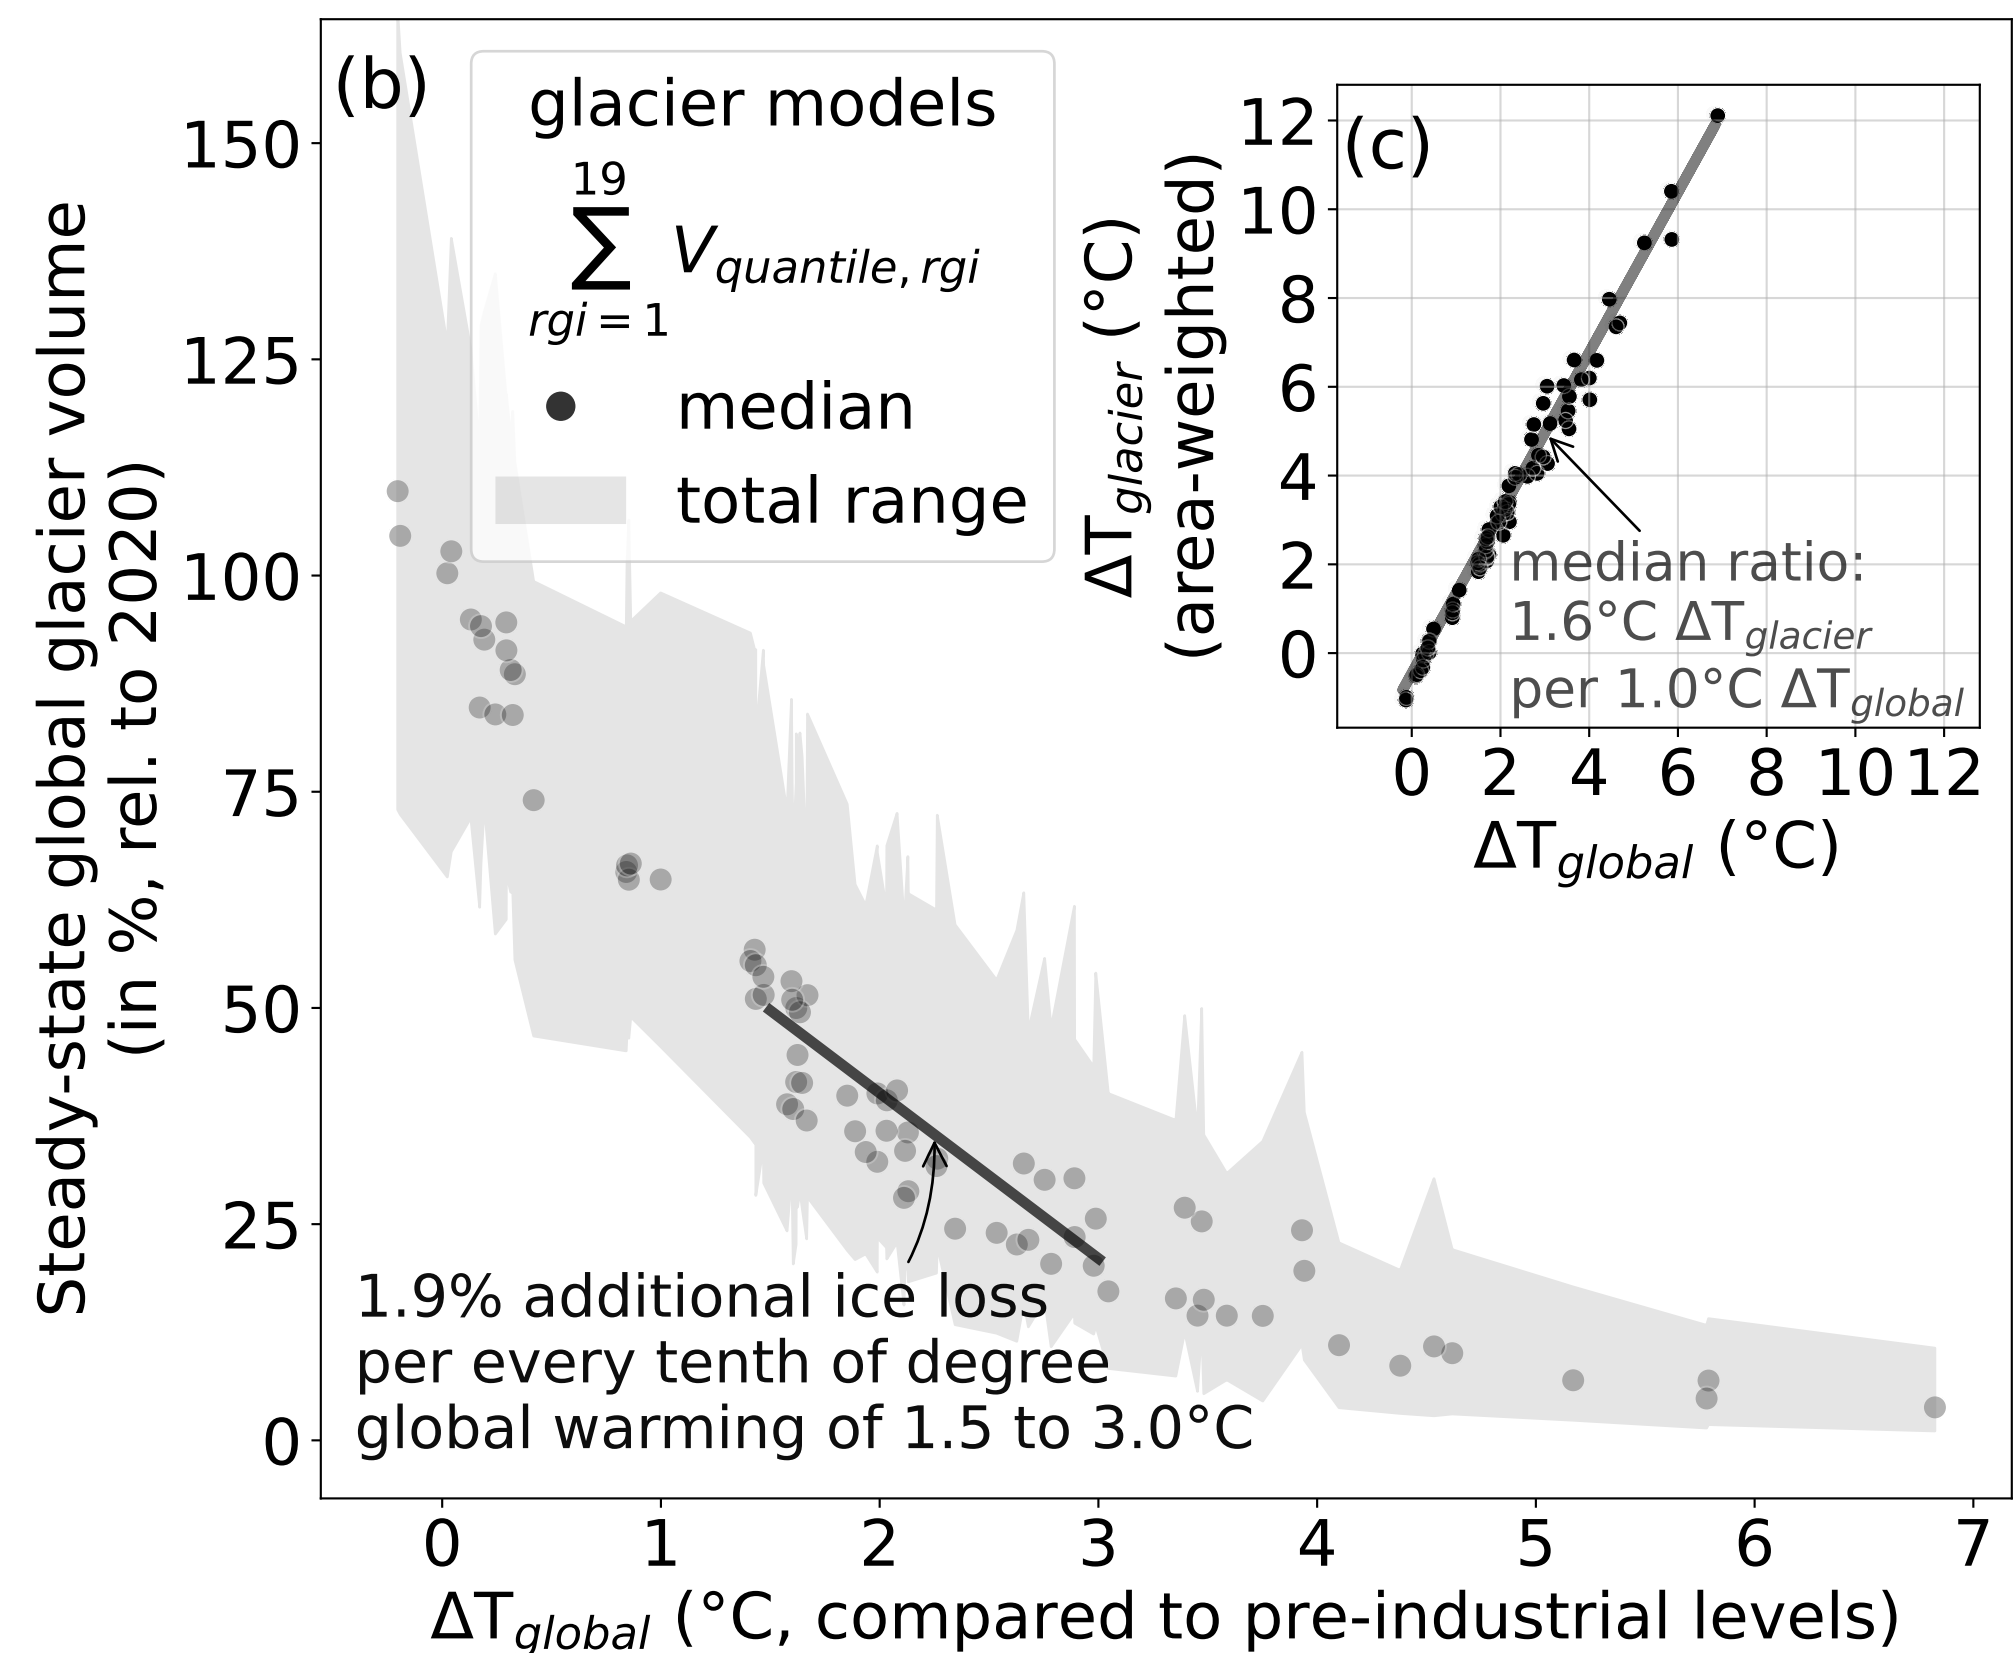 (b)
glacier models
19
∑ V_quantile, rgi
rgi = 1
median
total range
Steady-state global glacier volume
(in %, rel. to 2020)
150
125
100
75
50
25
0
1.9% additional ice loss
per every tenth of degree
global warming of 1.5 to 3.0°C
0 1 2 3 4 5 6 7
ΔT_global (°C, compared to pre-industrial levels)
(c)
ΔT_glacier (°C)
(area-weighted)
12
10
8
6
4
2
0
median ratio:
1.6°C ΔT_glacier
per 1.0°C ΔT_global
0 2 4 6 8 10 12
ΔT_global (°C)